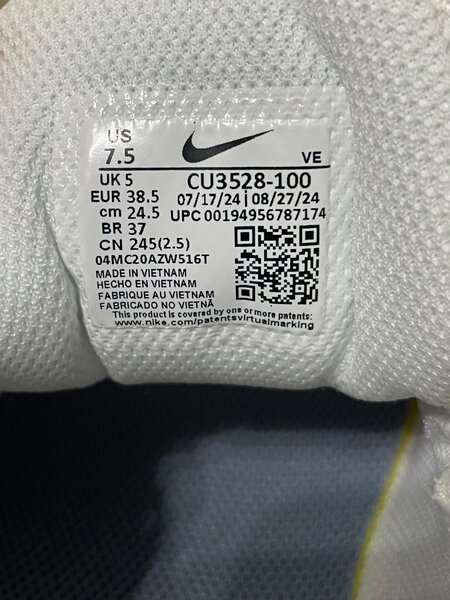 US
7.5
VE
UK 5
CU3528-100
EUR 38.5
07/17/24 | 08/27/24
cm 24.5
UPC 00194956787174
BR 37
CN 245(2.5)
04MC20AZW516T
MADE IN VIETNAM
HECHO EN VIETNAM
FABRIQUE AU VIETNAM
FABRICADO NO VIETNÃ
This product is covered by one or more patents:
www.nike.com/patentsvirtualmarking